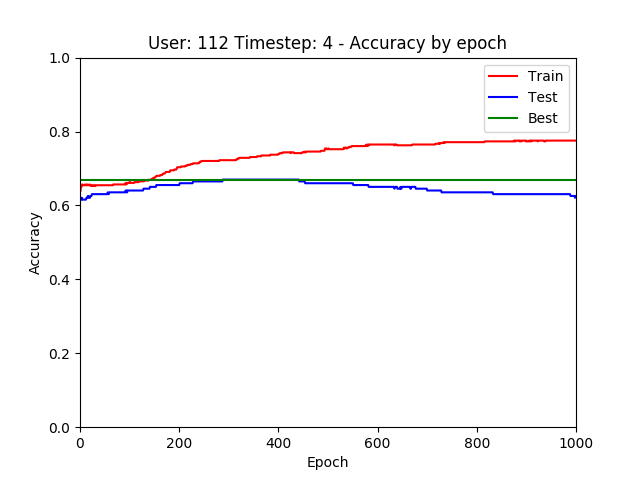 User: 112 Timestep: 4 - Accuracy by epoch
Train
Test
Best
1.0
0.8
0.6
0.4
0.2
0.0
Accuracy
0 200 400 600 800 1000
Epoch